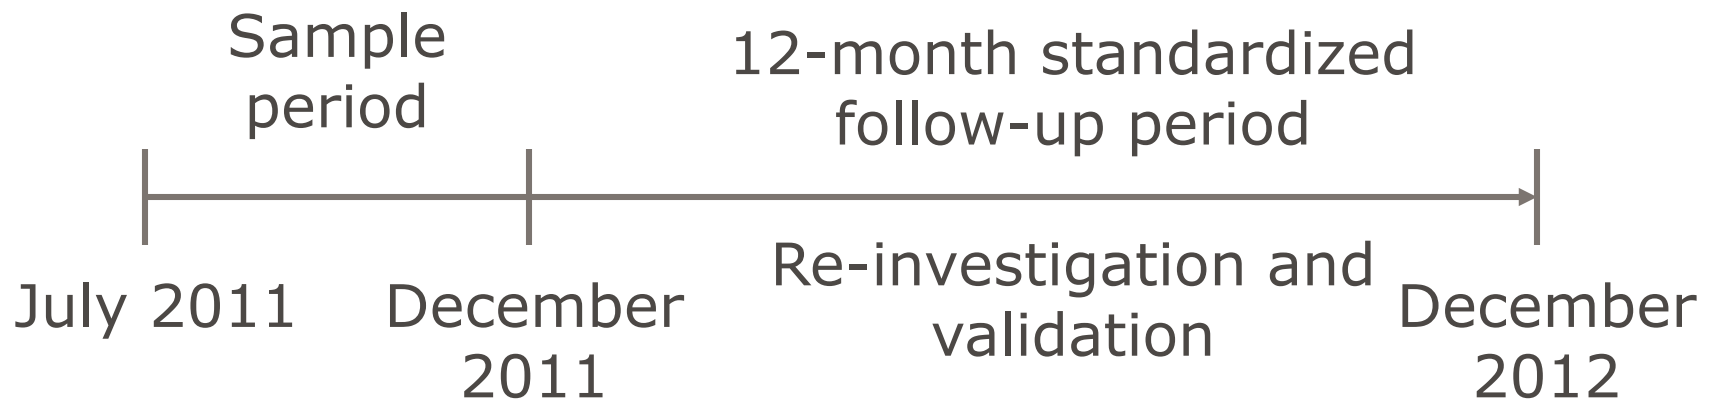 Sample
period
12-month standardized
follow-up period
July 2011
December
2011
Re-investigation and
validation
December
2012